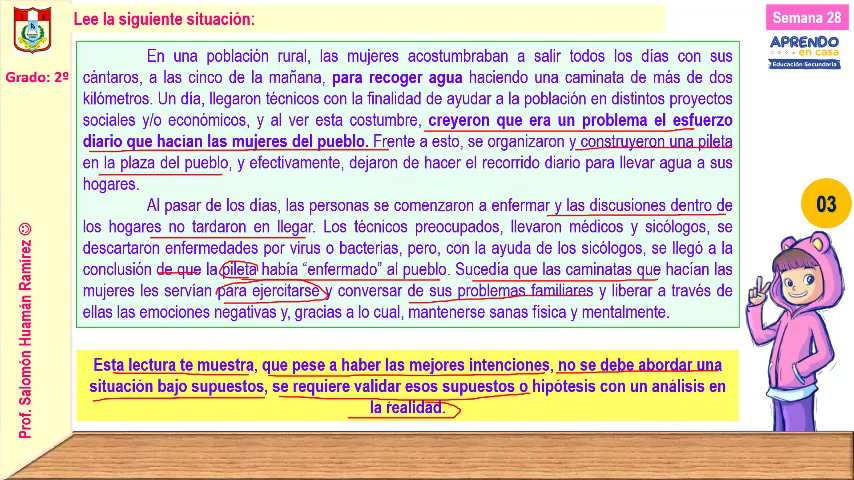 Lee la siguiente situación:
Semana 28
APRENDO
en casa
Educación Secundaria
Grado: 2º
En una población rural, las mujeres acostumbraban a salir todos los días con sus
cántaros, a las cinco de la mañana, para recoger agua haciendo una caminata de más de dos
kilómetros. Un día, llegaron técnicos con la finalidad de ayudar a la población en distintos proyectos
sociales y/o económicos, y al ver esta costumbre, creyeron que era un problema el esfuerzo
diario que hacían las mujeres del pueblo. Frente a esto, se organizaron y construyeron una pileta
en la plaza del pueblo, y efectivamente, dejaron de hacer el recorrido diario para llevar agua a sus
hogares.
Al pasar de los días, las personas se comenzaron a enfermar y las discusiones dentro de
los hogares no tardaron en llegar. Los técnicos preocupados, llevaron médicos y sicólogos, se
descartaron enfermedades por virus o bacterias, pero, con la ayuda de los sicólogos, se llegó a la
conclusión de que la pileta había “enfermado” al pueblo. Sucedía que las caminatas que hacían las
mujeres les servían para ejercitarse y conversar de sus problemas familiares y liberar a través de
ellas las emociones negativas y, gracias a lo cual, mantenerse sanas física y mentalmente.
03
Prof. Salomón Huamán Ramírez ☺
Esta lectura te muestra, que pese a haber las mejores intenciones, no se debe abordar una
situación bajo supuestos, se requiere validar esos supuestos o hipótesis con un análisis en
la realidad.